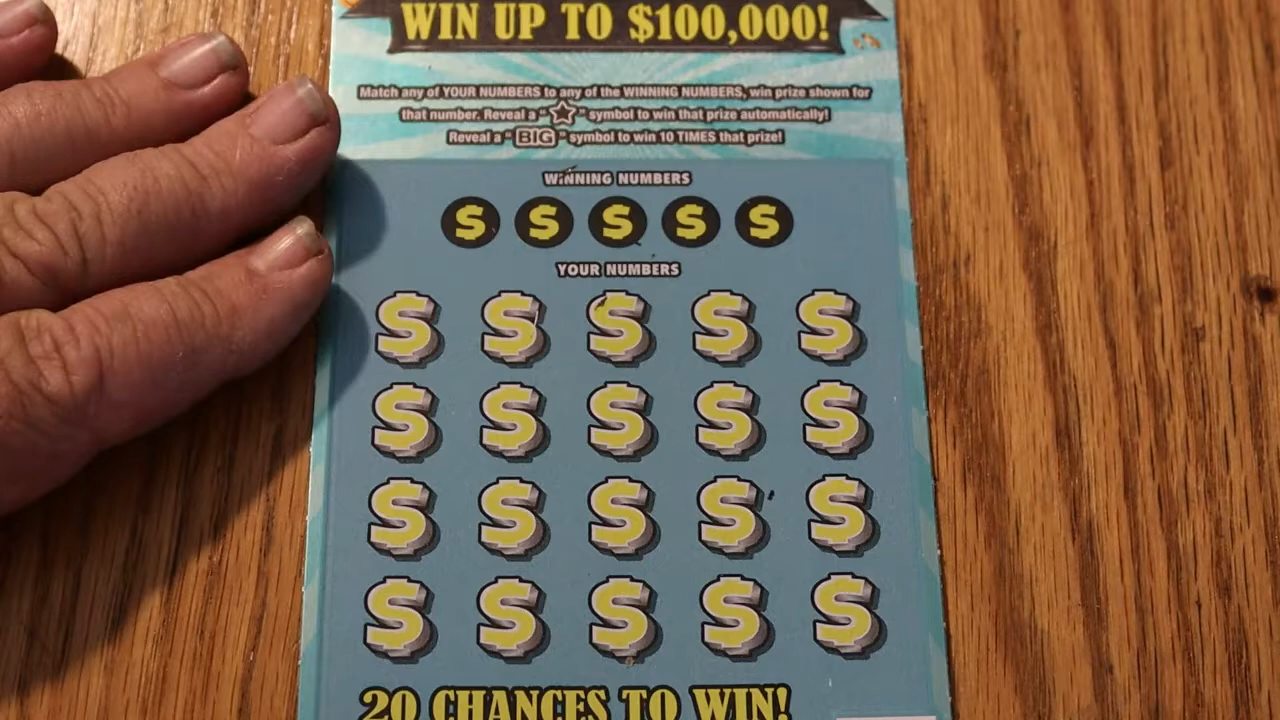 WIN UP TO $100,000!
Match any of YOUR NUMBERS to any of the WINNING NUMBERS, win prize shown for
that number. Reveal a "☆" symbol to win that prize automatically!
Reveal a "BIG" symbol to win 10 TIMES that prize!
WINNING NUMBERS
$ $ $ $ $
YOUR NUMBERS
$ $ $ $ $
$ $ $ $ $
$ $ $ $ $
$ $ $ $ $
20 CHANCES TO WIN!